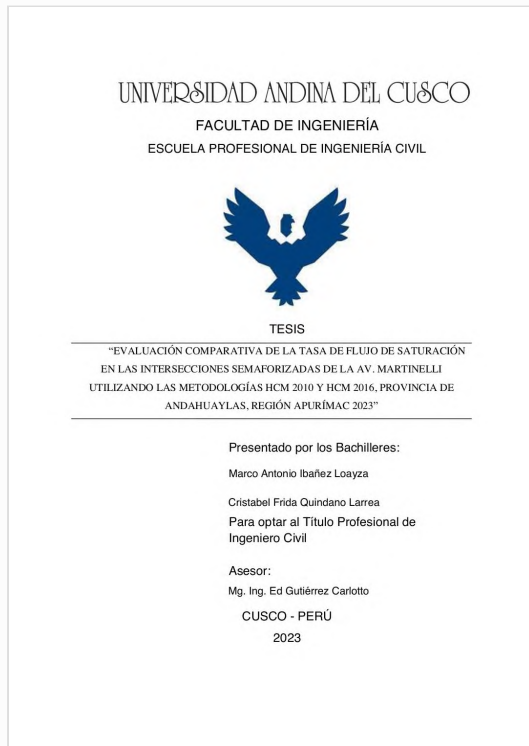 UNIVERSIDAD ANDINA DEL CUSCO
FACULTAD DE INGENIERÍA
ESCUELA PROFESIONAL DE INGENIERÍA CIVIL
TESIS
“EVALUACIÓN COMPARATIVA DE LA TASA DE FLUJO DE SATURACIÓN
EN LAS INTERSECCIONES SEMAFORIZADAS DE LA AV. MARTINELLI
UTILIZANDO LAS METODOLOGÍAS HCM 2010 Y HCM 2016, PROVINCIA DE
ANDAHUAYLAS, REGIÓN APURÍMAC 2023”
Presentado por los Bachilleres:
Marco Antonio Ibañez Loayza
Cristabel Frida Quindano Larrea
Para optar al Título Profesional de
Ingeniero Civil
Asesor:
Mg. Ing. Ed Gutiérrez Carlotto
CUSCO - PERÚ
2023